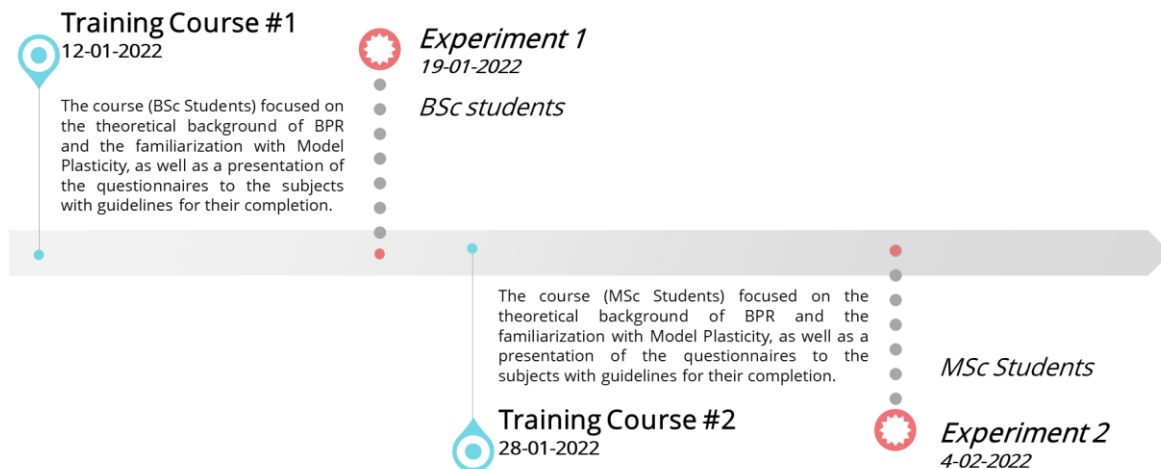 Training Course #1
12-01-2022
The course (BSc Students) focused on
the theoretical background of BPR
and the familiarization with Model
Plasticity, as well as a presentation of
the questionnaires to the subjects
with guidelines for their completion.
Experiment 1
19-01-2022
BSc students
The course (MSc Students) focused on the
theoretical background of BPR and the
familiarization with Model Plasticity, as well as a
presentation of the questionnaires to the
subjects with guidelines for their completion.
Training Course #2
28-01-2022
MSc Students
Experiment 2
4-02-2022